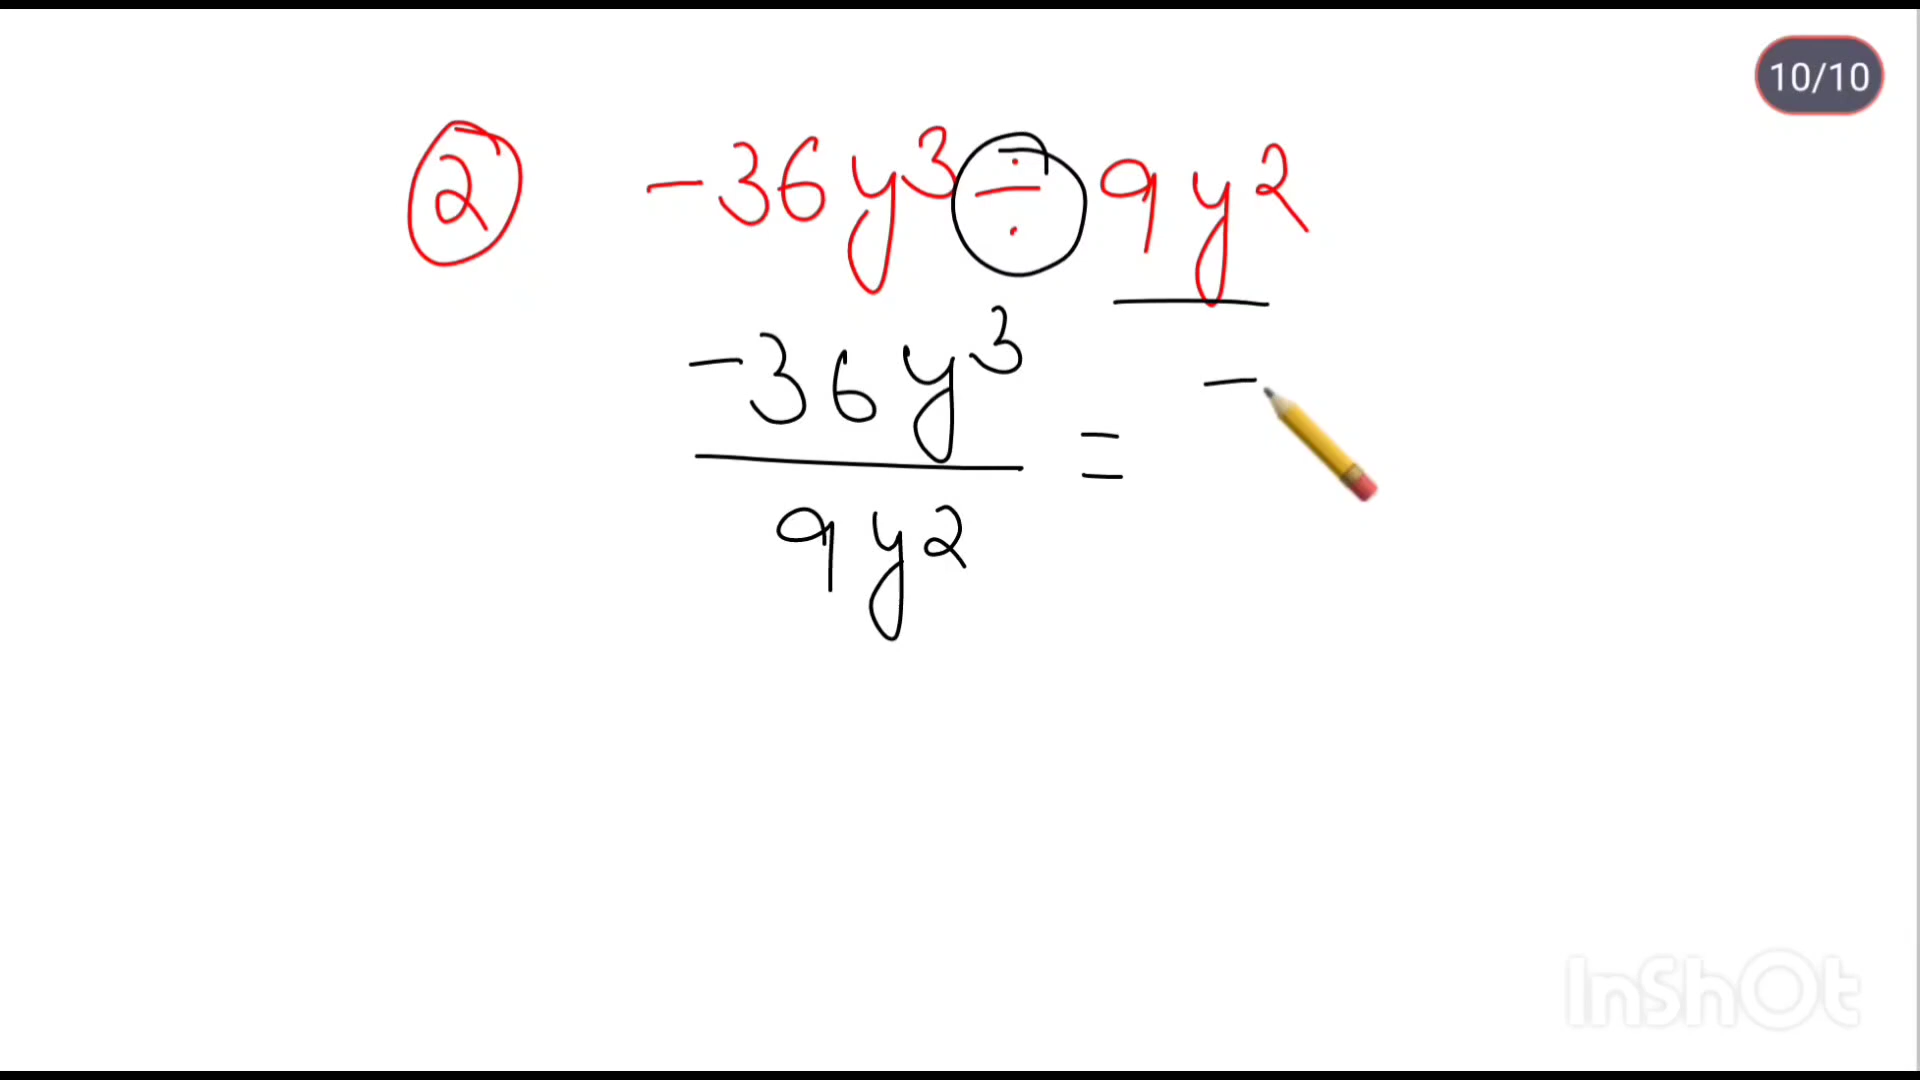 10/10
② -36y³ ÷ 9y²
-36y³
= -
9y²
InShOt